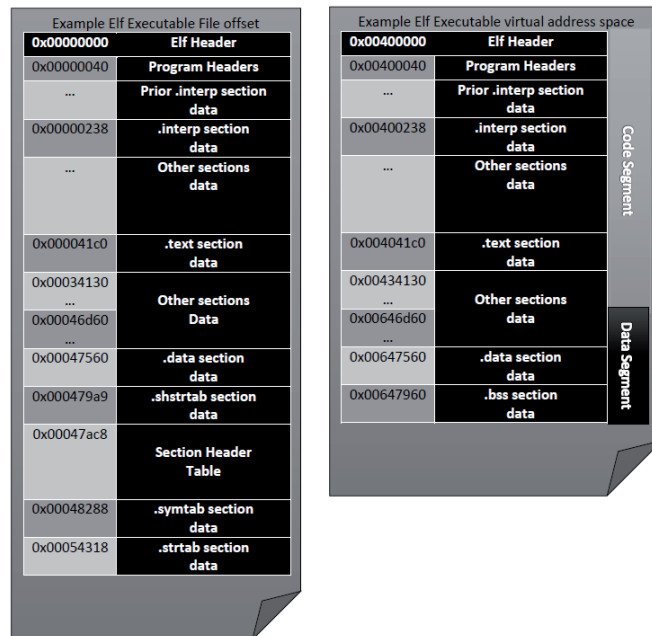 Example Elf Executable File offset
0x00000000 Elf Header
0x00000040 Program Headers
... Prior .interp section
data
0x00000238 .interp section
data
... Other sections
data
0x000041c0 .text section
data
0x00034130
...
Other sections
0x00046d60 Data
...
0x00047560 .data section
data
0x000479a9 .shstrtab section
data
0x00047ac8
Section Header
Table
0x00048288 .symtab section
data
0x00054318 .strtab section
data
Example Elf Executable virtual address space
0x00400000 Elf Header
0x00400040 Program Headers
... Prior .interp section
data
0x00400238 .interp section
data
... Other sections
data
0x004041c0 .text section
data
0x00434130
... Other sections
0x00646d60 data
...
0x00647560 .data section
data
0x00647960 .bss section
data
Code Segment
Data Segment